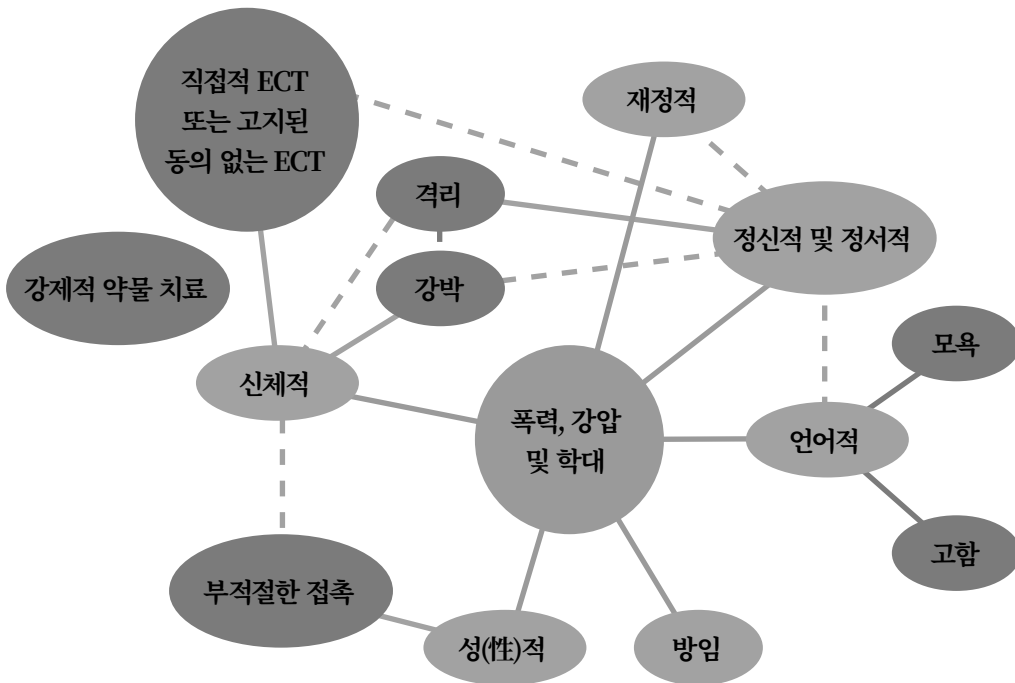 직접적 ECT
또는 고지된
동의 없는 ECT
재정적
격리
정신적 및 정서적
강제적 약물 치료
강박
모욕
신체적
폭력, 강압
및 학대
언어적
고함
부적절한 접촉
성(性)적
방임